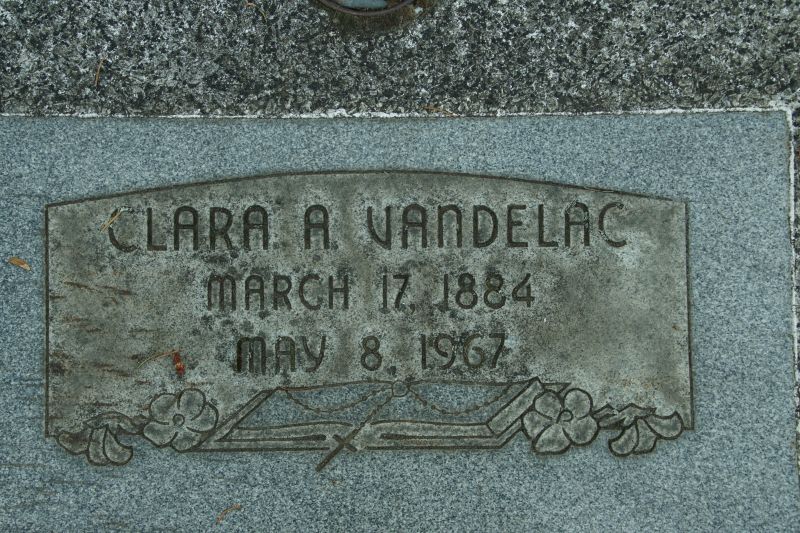 CLARA A. VANDELAC
MARCH 17, 1884
MAY 8, 1967